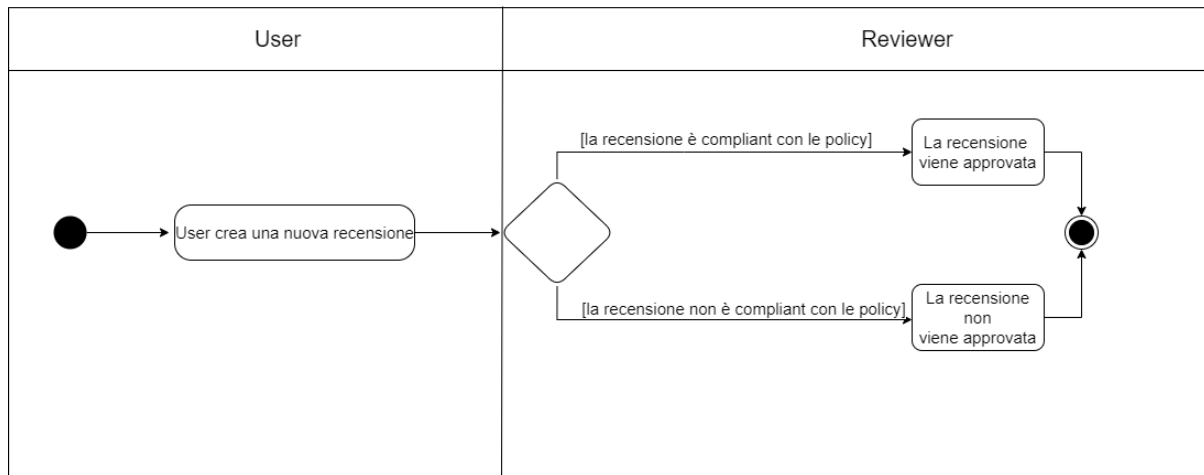 User
Reviewer
[la recensione è compliant con le policy]
La recensione
viene approvata
User crea una nuova recensione
[la recensione non è compliant con le policy]
La recensione
non
viene approvata